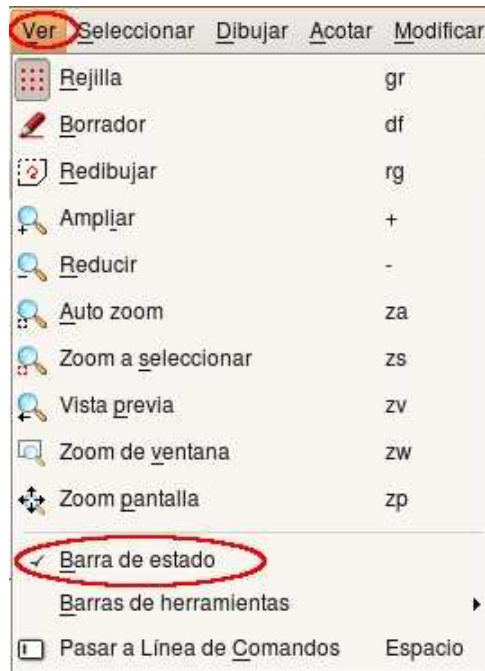 Ver Seleccionar Dibujar Acotar Modificar
Rejilla gr
Borrador df
Redibujar rg
Ampliar +
Reducir -
Auto zoom za
Zoom a seleccionar zs
Vista previa zv
Zoom de ventana zw
Zoom pantalla zp
Barra de estado
Barras de herramientas
Pasar a Línea de Comandos Espacio